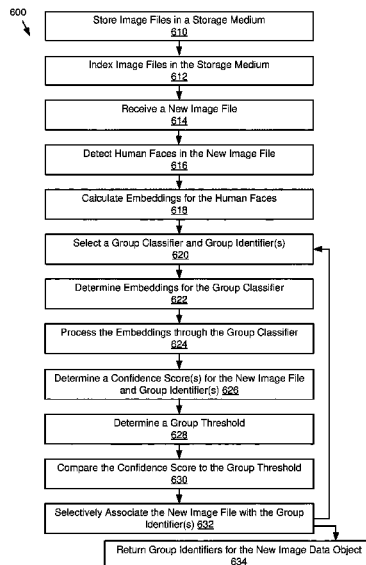 600
Store Image Files in a Storage Medium
610
Index Image Files in the Storage Medium
612
Receive a New Image File
614
Detect Human Faces in the New Image File
616
Calculate Embeddings for the Human Faces
618
Select a Group Classifier and Group Identifier(s)
620
Determine Embeddings for the Group Classifier
622
Process the Embeddings through the Group Classifier
624
Determine a Confidence Score(s) for the New Image File
and Group Identifier(s) 626
Determine a Group Threshold
628
Compare the Confidence Score to the Group Threshold
630
Selectively Associate the New Image File with the Group
Identifier(s) 632
Return Group Identifiers for the New Image Data Object
634